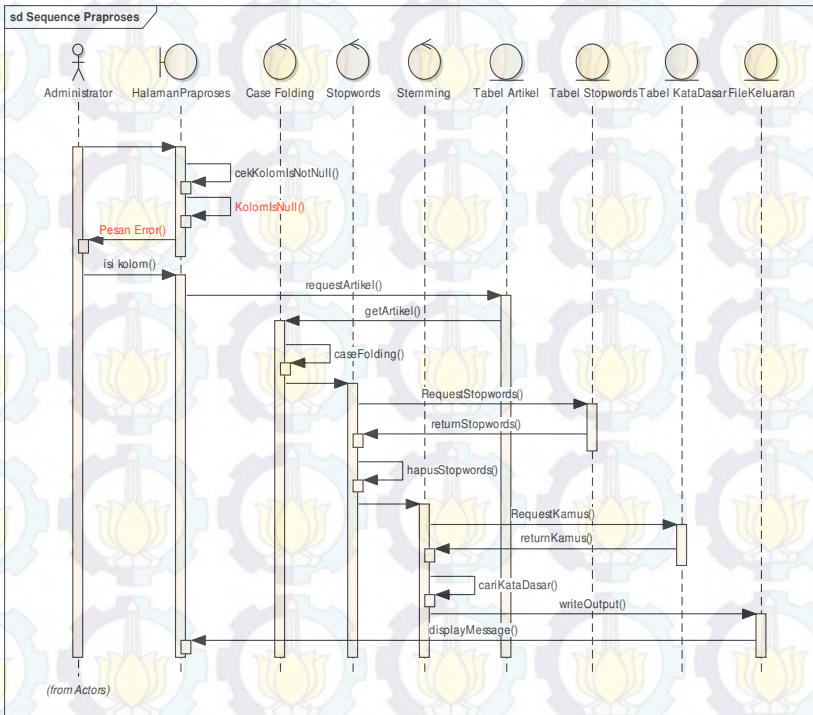 sd Sequence Praproses
Administrator
HalamanPraproses
Case Folding
Stopwords
Stemming
Tabel Artikel
Tabel Stopwords
Tabel KataDasar
FileKeluaran
cekKolomIsNotNull()
KolomIsNull()
Pesan Error()
isi kolom()
requestArtikel()
getArtikel()
caseFolding()
RequestStopwords()
returnStopwords()
hapusStopwords()
RequestKamus()
returnKamus()
cariKataDasar()
writeOutput()
displayMessage()
(from Actors)